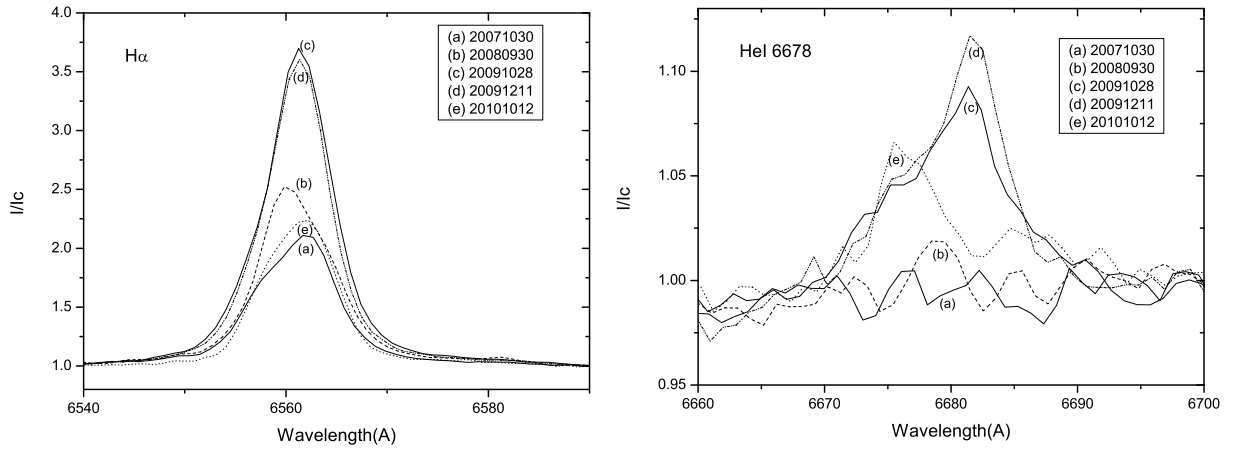 Hα
(a) 20071030
(b) 20080930
(c) 20091028
(d) 20091211
(e) 20101012
4.0
3.5
3.0
2.5
2.0
1.5
1.0
I/Ic
(c)
(d)
(b)
(e)
(a)
6540
6560
6580
Wavelength(A)
HeI 6678
(a) 20071030
(b) 20080930
(c) 20091028
(d) 20091211
(e) 20101012
1.10
1.05
1.00
0.95
I/Ic
(d)
(c)
(e)
(b)
(a)
6660
6670
6680
6690
6700
Wavelength(A)